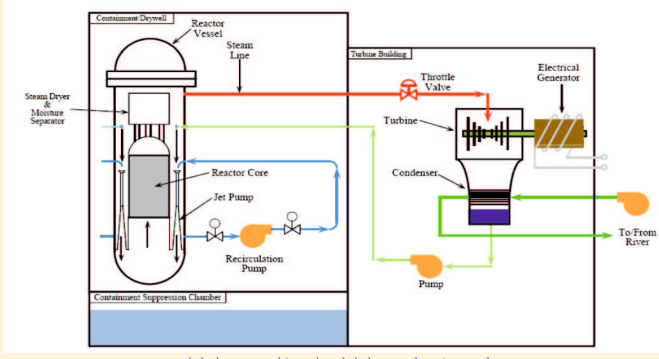 Containment/Drywell
Reactor
Vessel
Steam
Line
Turbine Building
Electrical
Generator
Throttle
Valve
Steam Dryer
&
Moisture
Separator
Turbine
Reactor Core
Condenser
Jet Pump
To/From
River
Recirculation
Pump
Pump
Containment Suppression Chamber